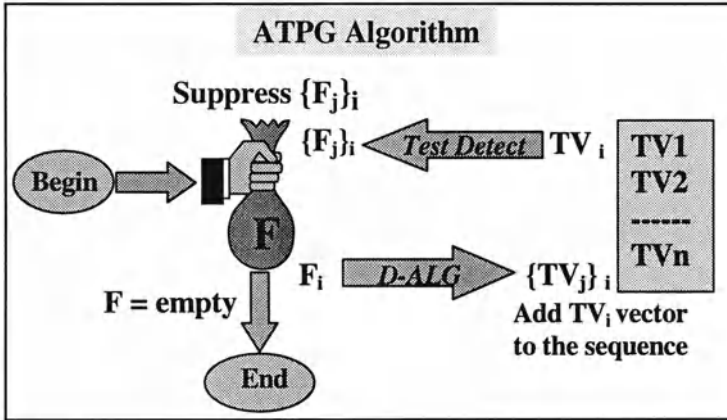 ATPG Algorithm
Suppress {Fj}i
{Fj}i
Test Detect
TV i
TV1
TV2
------
TVn
Begin
F
Fi
D-ALG
{TVj} i
F = empty
Add TVi vector
to the sequence
End